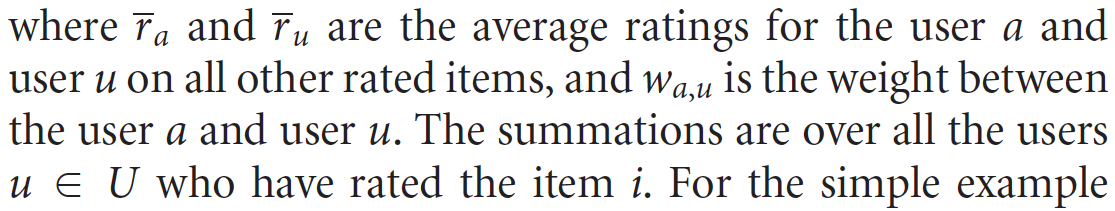 where r̅ₐ and r̅ᵤ are the average ratings for the user a and
user u on all other rated items, and wₐ,ᵤ is the weight between
the user a and user u. The summations are over all the users
u ∈ U who have rated the item i. For the simple example